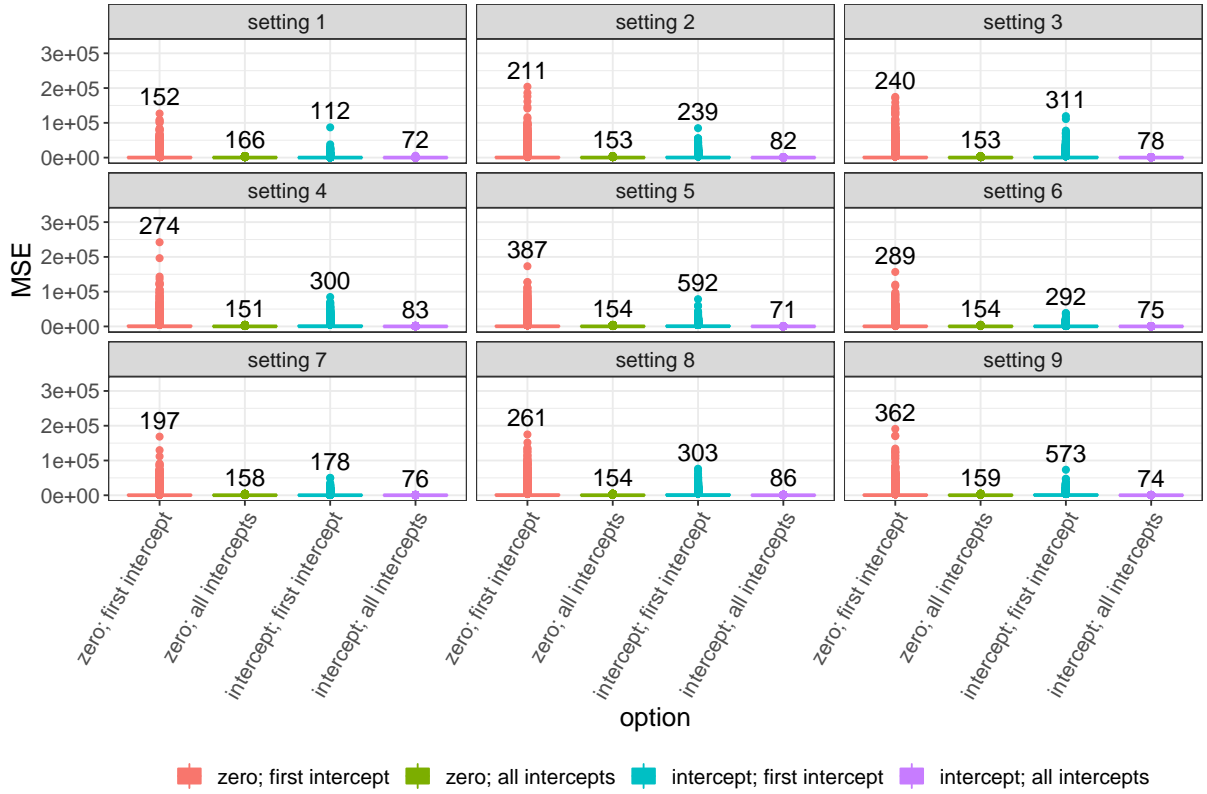 setting 1 setting 2 setting 3
3e+05
2e+05
1e+05
0e+00
152 166 112 72
211 153 239 82
240 153 311 78
setting 4 setting 5 setting 6
3e+05
2e+05
1e+05
0e+00
274 151 300 83
387 154 592 71
289 154 292 75
setting 7 setting 8 setting 9
3e+05
2e+05
1e+05
0e+00
197 158 178 76
261 154 303 86
362 159 573 74
MSE
zero; first intercept
zero; all intercepts
intercept; first intercept
intercept; all intercepts
zero; first intercept
zero; all intercepts
intercept; first intercept
intercept; all intercepts
zero; first intercept
zero; all intercepts
intercept; first intercept
intercept; all intercepts
option
zero; first intercept zero; all intercepts intercept; first intercept intercept; all intercepts